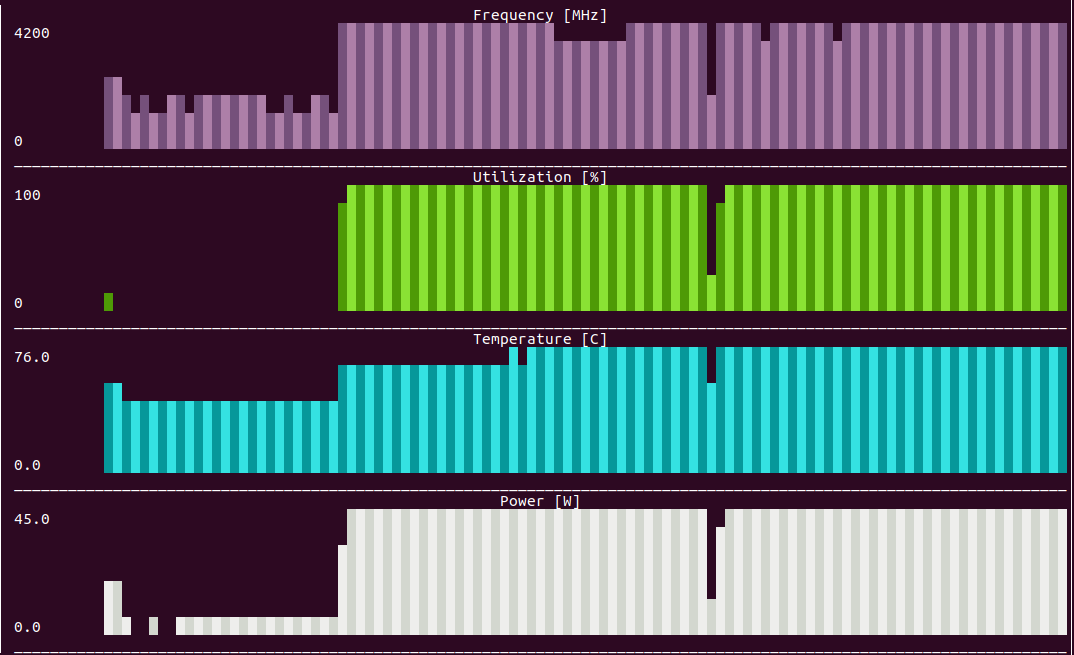 Frequency [MHz]
4200
0
Utilization [%]
100
0
Temperature [C]
76.0
0.0
Power [W]
45.0
0.0